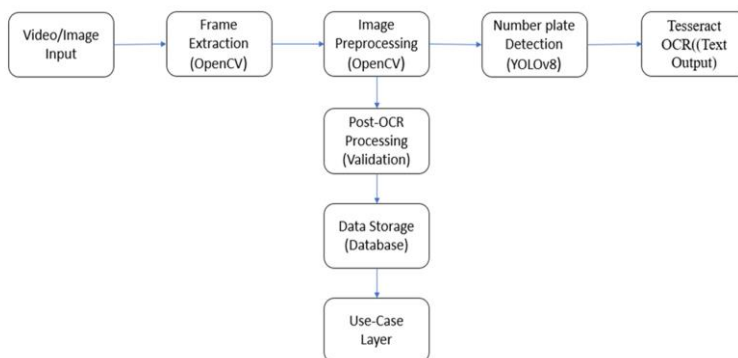 Video/Image
Input
Frame
Extraction
(OpenCV)
Image
Preprocessing
(OpenCV)
Number plate
Detection
(YOLOv8)
Tesseract
OCR((Text
Output)
Post-OCR
Processing
(Validation)
Data Storage
(Database)
Use-Case
Layer